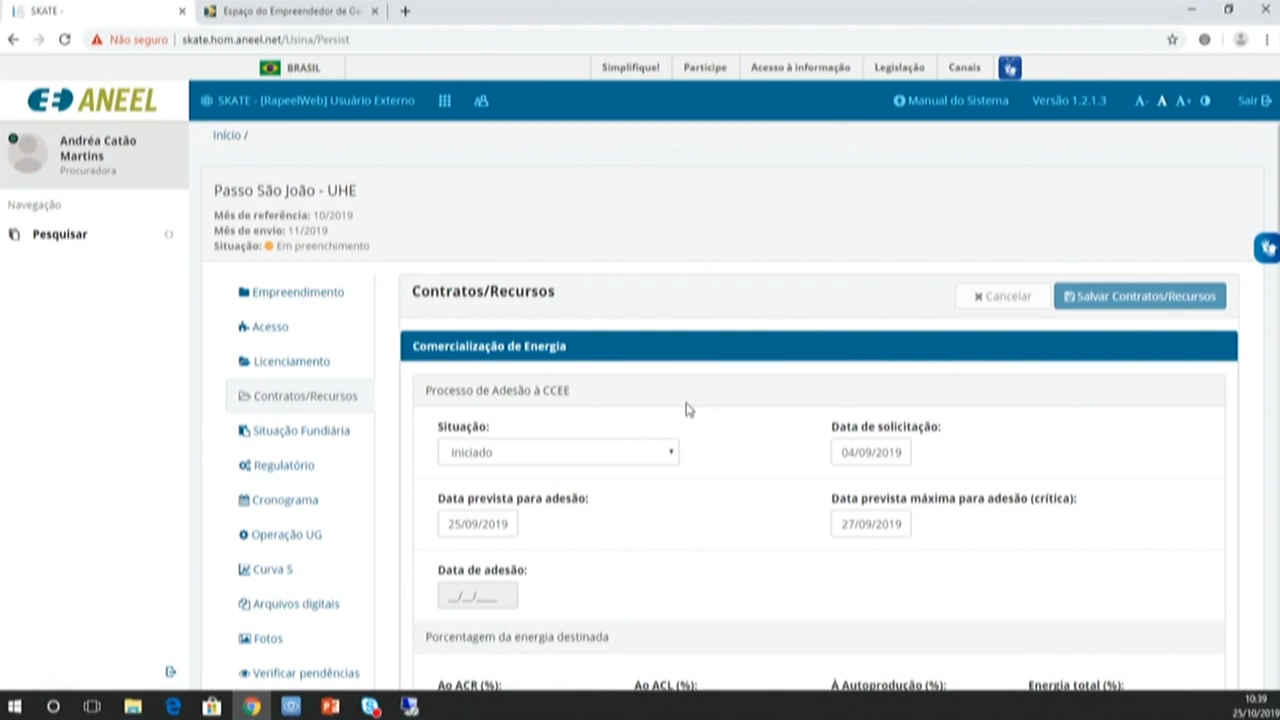 SKATE -
Espaço do Empreendedor de Ge
Não seguro
skate.hom.aneel.net/Usina/Persist
BRASIL
Simplifique!
Participe
Acesso à informação
Legislação
Canais
ANEEL
SKATE - [RapeelWeb] Usuário Externo
Manual do Sistema
Versão 1.2.1.3
A-
A
A+
Sair
Andréa Catão
Martins
Procuradora
Início /
Navegação
Pesquisar
Passo São João - UHE
Mês de referência: 10/2019
Mês de envio: 11/2019
Situação: Em preenchimento
Empreendimento
Acesso
Licenciamento
Contratos/Recursos
Situação Fundiária
Regulatório
Cronograma
Operação UG
Curva S
Arquivos digitais
Fotos
Verificar pendências
Contratos/Recursos
Cancelar
Salvar Contratos/Recursos
Comercialização de Energia
Processo de Adesão à CCEE
Situação:
Data de solicitação:
Iniciado
04/09/2019
Data prevista para adesão:
Data prevista máxima para adesão (crítica):
25/09/2019
27/09/2019
Data de adesão:
__/__/____
Porcentagem da energia destinada
Ao ACR (%):
Ao ACL (%):
À Autoprodução (%):
Energia total (%):
10:39
25/10/2019